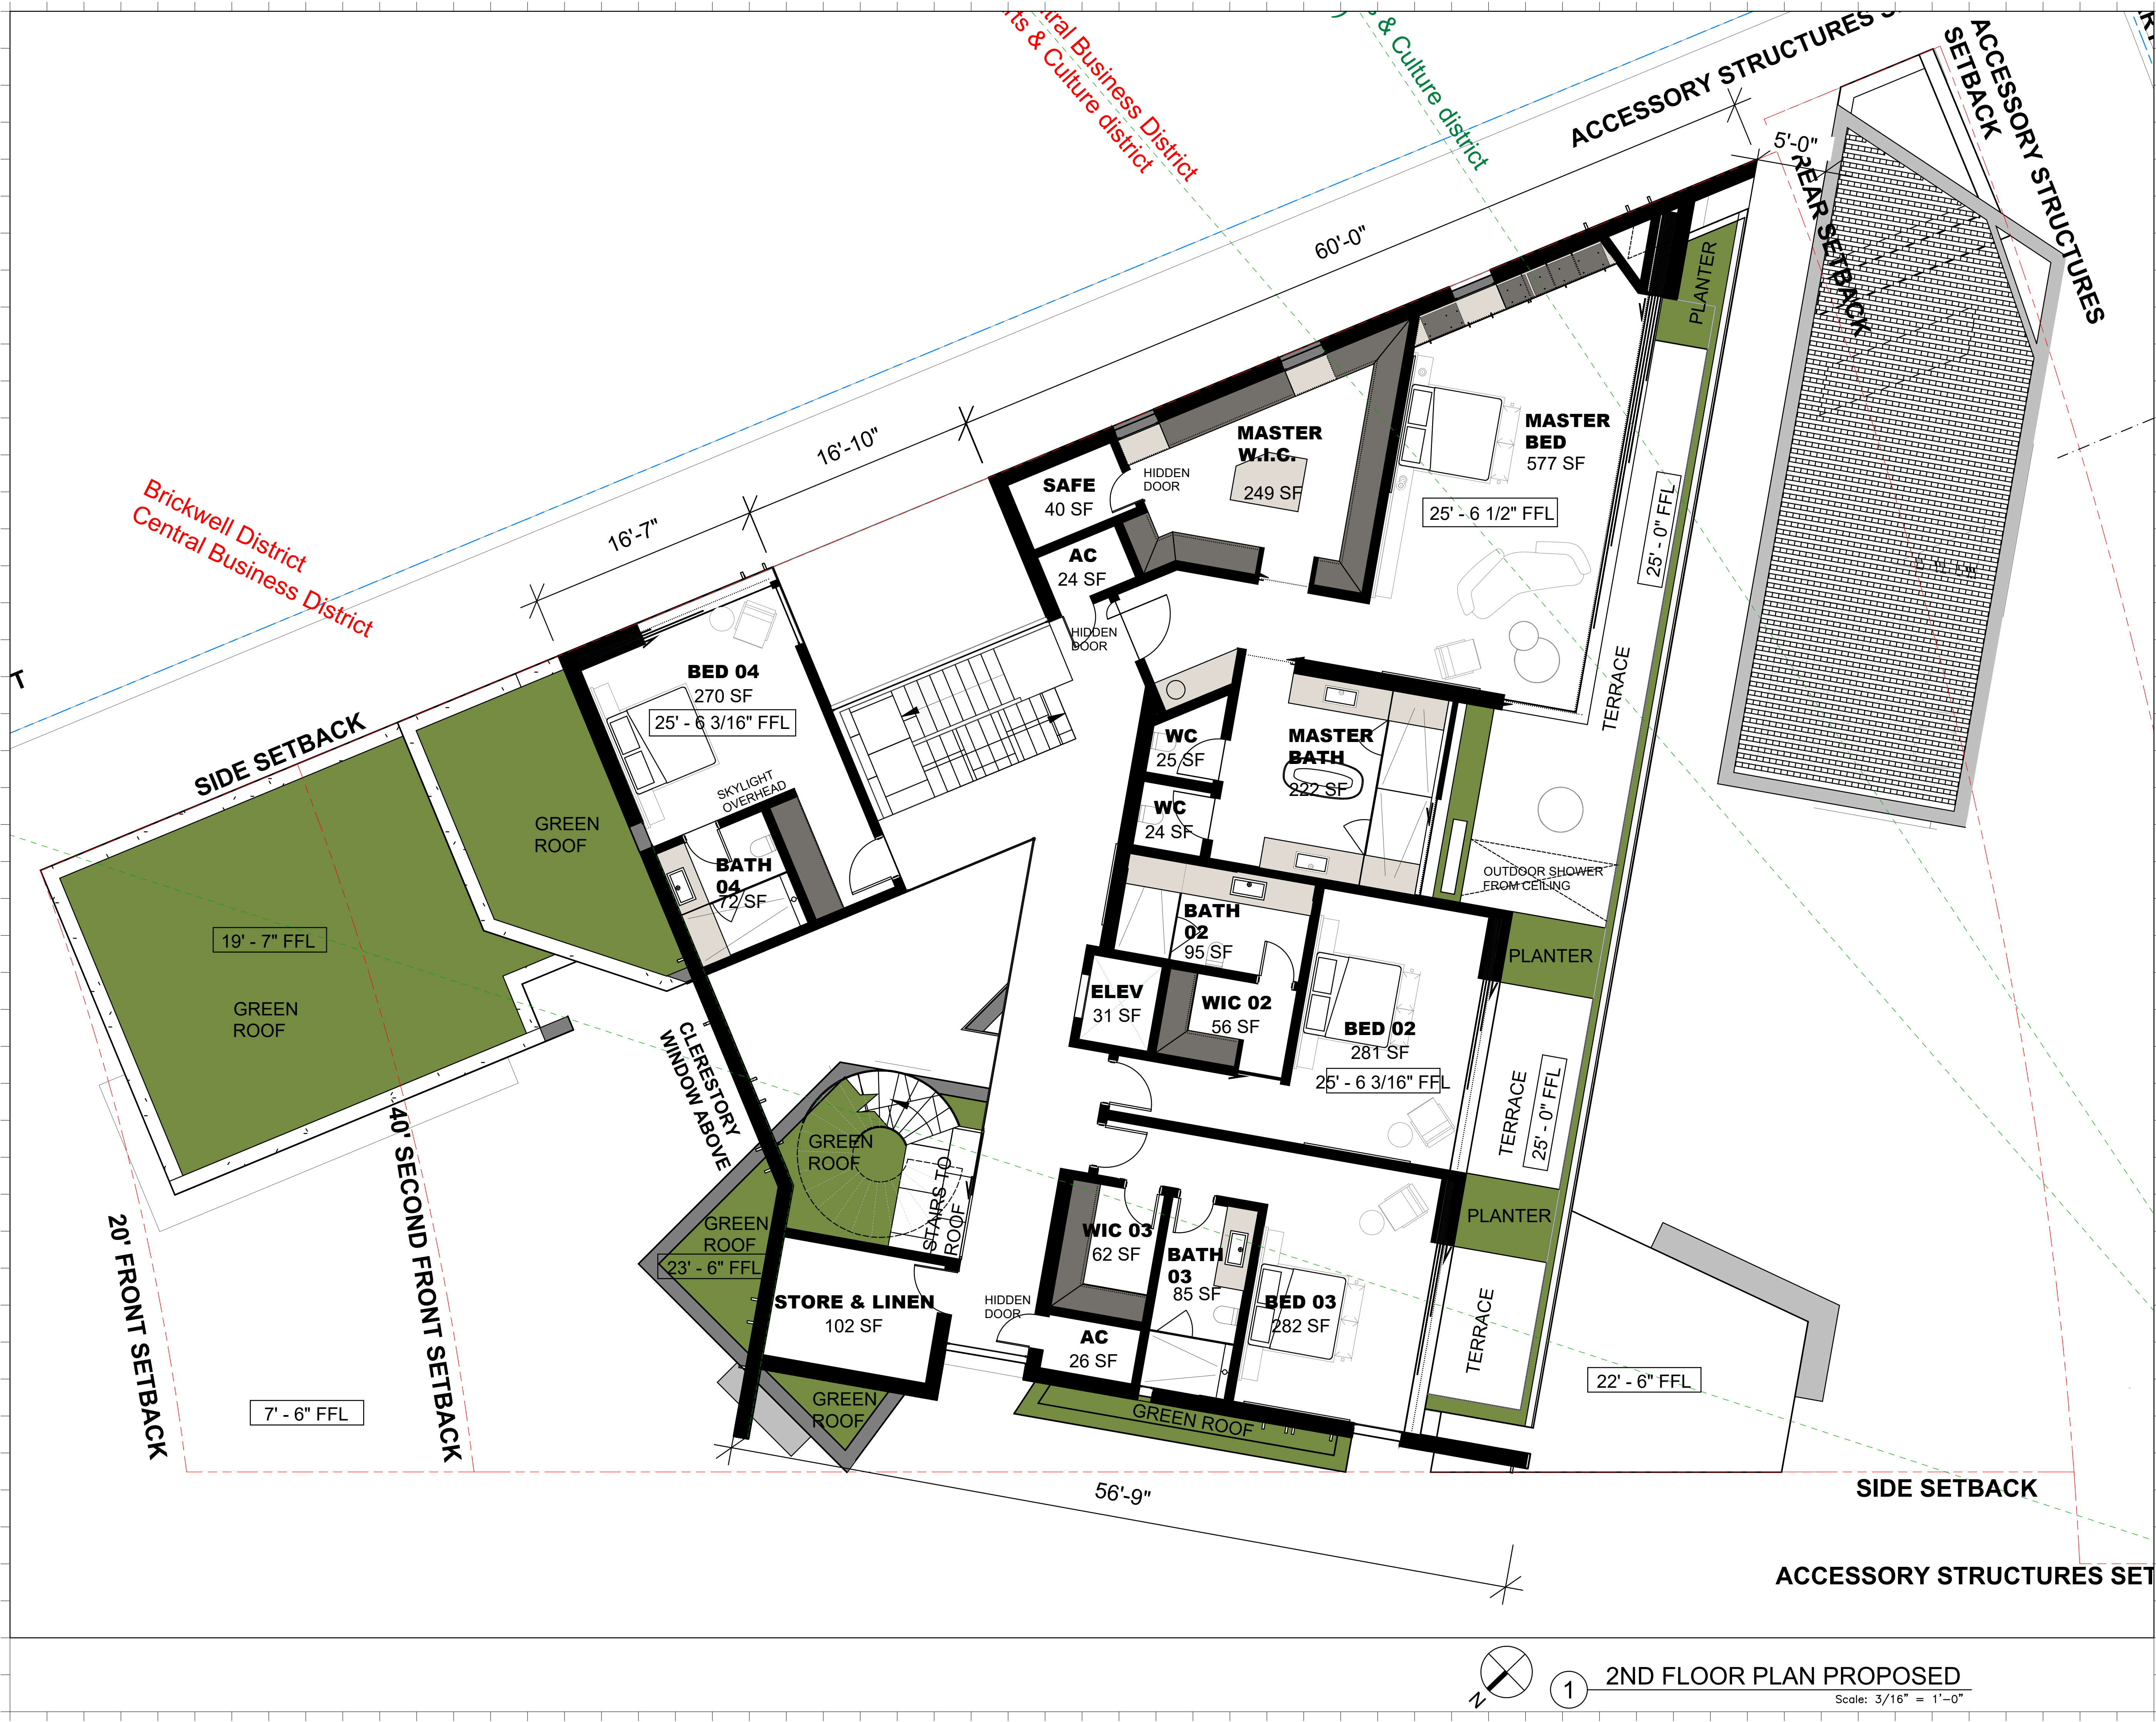 Central Business District
Arts & Culture district
& Culture district
ACCESSORY STRUCTURES
ACCESSORY STRUCTURES
SETBACK
5'-0"
REAR SETBACK
60'-0"
16'-10"
16'-7"
Brickwell District
Central Business District
SIDE SETBACK
PLANTER
MASTER
BED
577 SF
25' - 6 1/2" FFL
25' - 0" FFL
TERRACE
MASTER
W.I.C.
249 SF
HIDDEN
DOOR
SAFE
40 SF
AC
24 SF
HIDDEN
DOOR
BED 04
270 SF
25' - 6 3/16" FFL
SKYLIGHT
OVERHEAD
BATH
04
72 SF
GREEN
ROOF
19' - 7" FFL
GREEN
ROOF
WC
25 SF
WC
24 SF
MASTER
BATH
222 SF
OUTDOOR SHOWER
FROM CEILING
BATH
02
95 SF
PLANTER
ELEV
31 SF
WIC 02
56 SF
BED 02
281 SF
25' - 6 3/16" FFL
TERRACE
25' - 0" FFL
CLERESTORY
WINDOW ABOVE
GREEN
ROOF
STAIRS TO
ROOF
GREEN
ROOF
23' - 6" FFL
WIC 03
62 SF
BATH
03
85 SF
BED 03
282 SF
PLANTER
TERRACE
STORE & LINEN
102 SF
HIDDEN
DOOR
AC
26 SF
GREEN
ROOF
GREEN ROOF
22' - 6" FFL
20' FRONT SETBACK
40' SECOND FRONT SETBACK
7' - 6" FFL
56'-9"
SIDE SETBACK
ACCESSORY STRUCTURES SET
N
1
2ND FLOOR PLAN PROPOSED
Scale: 3/16" = 1'-0"